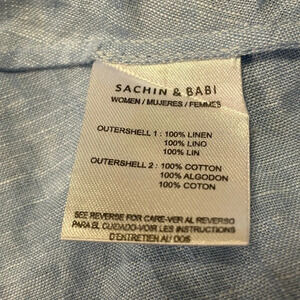 SACHIN & BABI
WOMEN / MUJERES / FEMMES
OUTERSHELL 1 : 100% LINEN
100% LINO
100% LIN
OUTERSHELL 2 : 100% COTTON
100% ALGODON
100% COTON
SEE REVERSE FOR CARE-VER AL REVERSO
PARA EL CUIDADO-VOIR LES INSTRUCTIONS
D'ENTRETIEN AU DOS